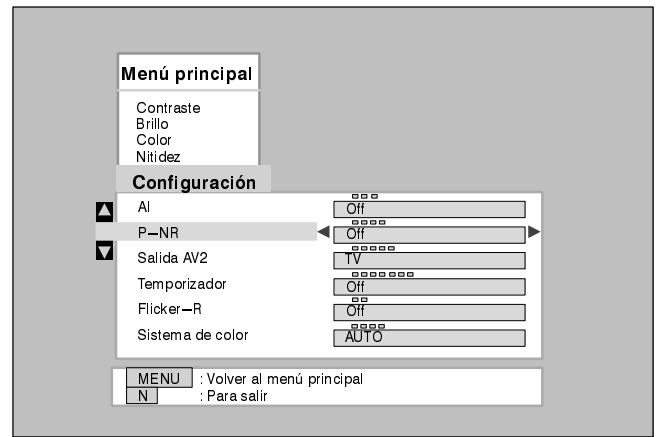 Menú principal
Contraste
Brillo
Color
Nitidez
Configuración
AI Off
P–NR Off
Salida AV2 TV
Temporizador Off
Flicker–R Off
Sistema de color AUTO
MENU : Volver al menú principal
N : Para salir